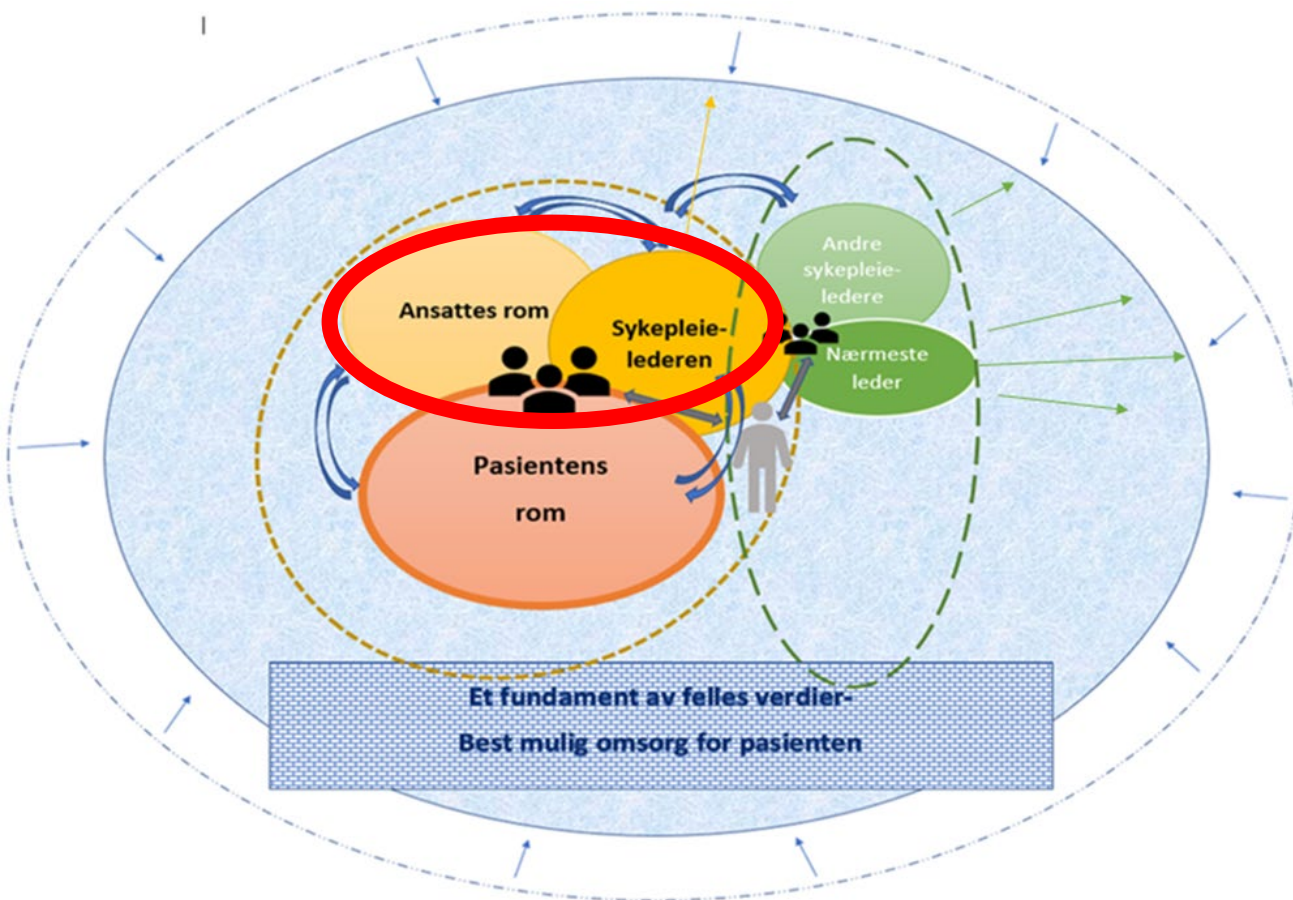 Andre
sykepleie-
ledere
Ansattes rom
Sykepleie-
lederen
Nærmeste
leder
Pasientens
rom
Et fundament av felles verdier-
Best mulig omsorg for pasienten